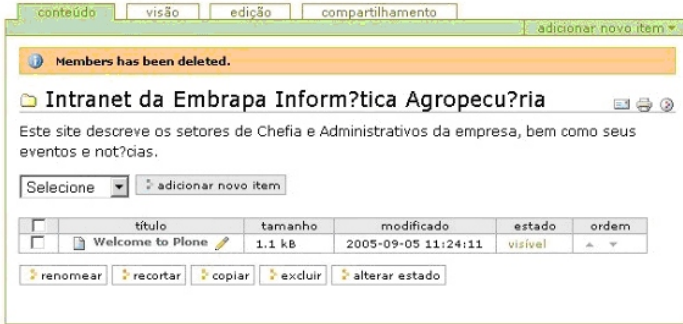 conteúdo visão edição compartilhamento
adicionar novo item
Members has been deleted.
Intranet da Embrapa Inform?tica Agropecu?ria
Este site descreve os setores de Chefia e Administrativos da empresa, bem como seus
eventos e not?cias.
Selecione adicionar novo item
título tamanho modificado estado ordem
Welcome to Plone 1.1 kB 2005-09-05 11:24:11 visível
renomear recortar copiar excluir alterar estado